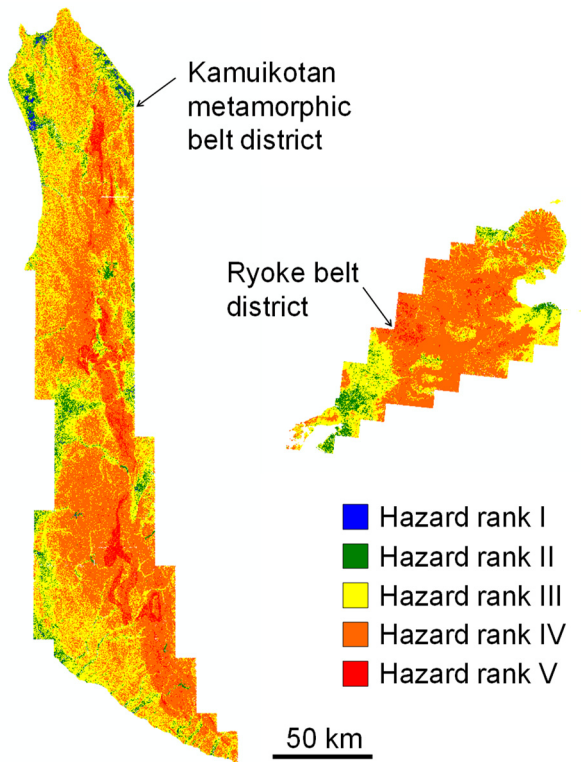 Kamuikotan
metamorphic
belt district
Ryoke belt
district
Hazard rank I
Hazard rank II
Hazard rank III
Hazard rank IV
Hazard rank V
50 km